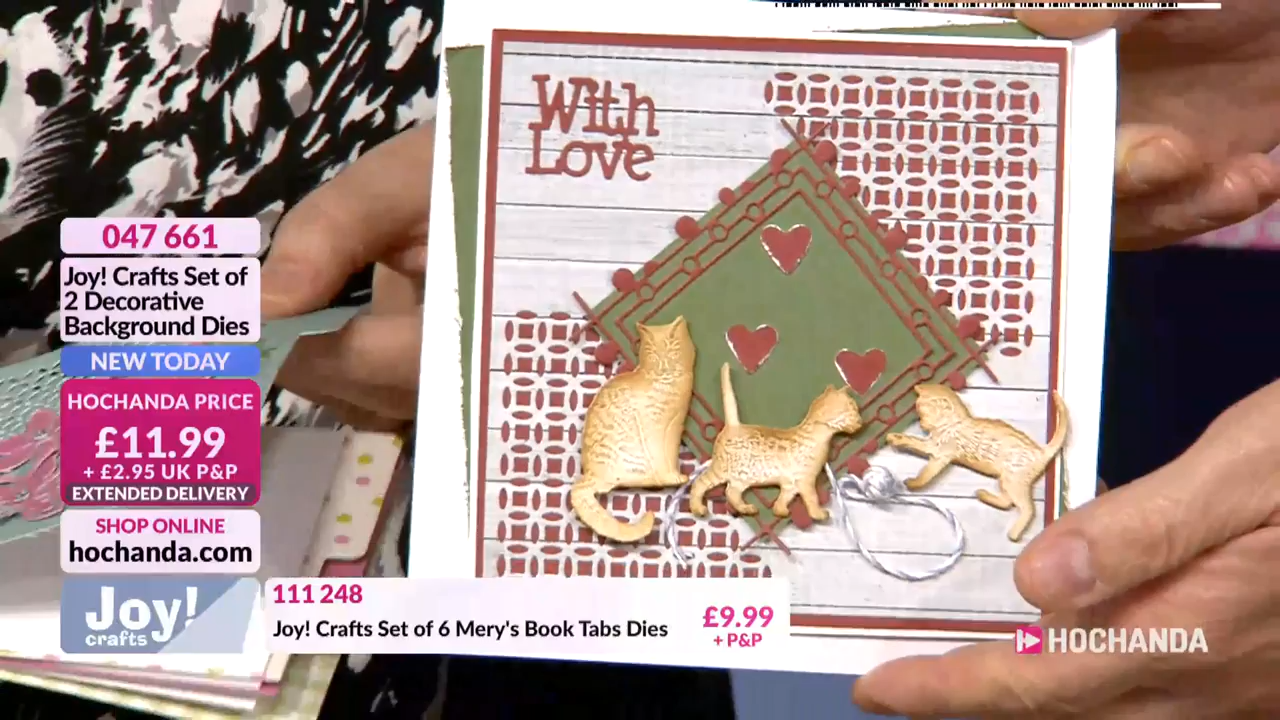 With
Love
047 661
Joy! Crafts Set of
2 Decorative
Background Dies
NEW TODAY
HOCHANDA PRICE
£11.99
+ £2.95 UK P&P
EXTENDED DELIVERY
SHOP ONLINE
hochanda.com
Joy!
crafts
111 248
Joy! Crafts Set of 6 Mery's Book Tabs Dies
£9.99
+ P&P
HOCHANDA